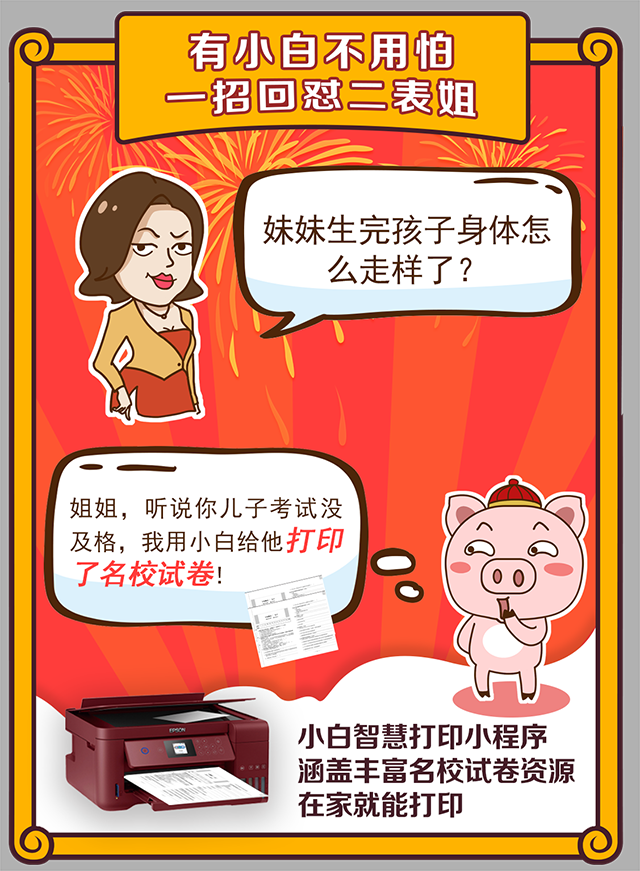 有小白不用怕
一招回怼二表姐
妹妹生完孩子身体怎
么走样了？
姐姐，听说你儿子考试没
及格，我用小白给他打印
了名校试卷！
EPSON
小白智慧打印小程序
涵盖丰富名校试卷资源
在家就能打印